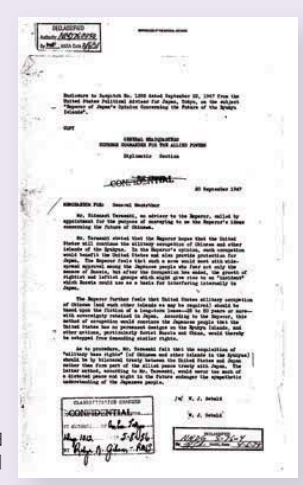 DECLASSIFIED
Authority
By NARA Date
Enclosure to Despatch No. 1293 dated September 22, 1947 from the
United States Political Adviser for Japan, Tokyo, on the subject
"Emperor of Japan's Opinion Concerning the Future of the Ryukyu
Islands".
COPY
GENERAL HEADQUARTERS
SUPREME COMMANDER FOR THE ALLIED POWERS
Diplomatic Section
CONFIDENTIAL
20 September 1947
MEMORANDUM FOR: General MacArthur
Mr. Hidenari Terasaki, an adviser to the Emperor, called by
appointment for the purpose of conveying to me the Emperor's ideas
concerning the future of Okinawa.
Mr. Terasaki stated that the Emperor hopes that the United
States will continue the military occupation of Okinawa and other
islands of the Ryukyus. In the Emperor's opinion, such occupation
would benefit the United States and also provide protection for
Japan. The Emperor feels that such a move would meet with wide-
spread approval among the Japanese people who fear not only the
menace of Russia, but after the Occupation has ended, the growth of
rightist and leftist groups which might give rise to an "incident"
which Russia could use as a basis for interfering internally in
Japan.
The Emperor further feels that United States military occupation
of Okinawa (and such other islands as may be required) should be
based upon the fiction of a long-term lease--25 to 50 years or more--
with sovereignty retained in Japan. According to the Emperor, this
method of occupation would convince the Japanese people that the
United States has no permanent designs on the Ryukyu Islands, and
other nations, particularly Soviet Russia and China, would thereby
be estopped from demanding similar rights.
As to procedure, Mr. Terasaki felt that the acquisition of
"military base rights" (of Okinawa and other islands in the Ryukyus)
should be by bilateral treaty between the United States and Japan
rather than form part of the Allied peace treaty with Japan. The
latter method, according to Mr. Terasaki, would savor too much of
a dictated peace and might in the future endanger the sympathetic
understanding of the Japanese people.
/s/ W. J. Sebald
W. J. Sebald
CONFIDENTIAL